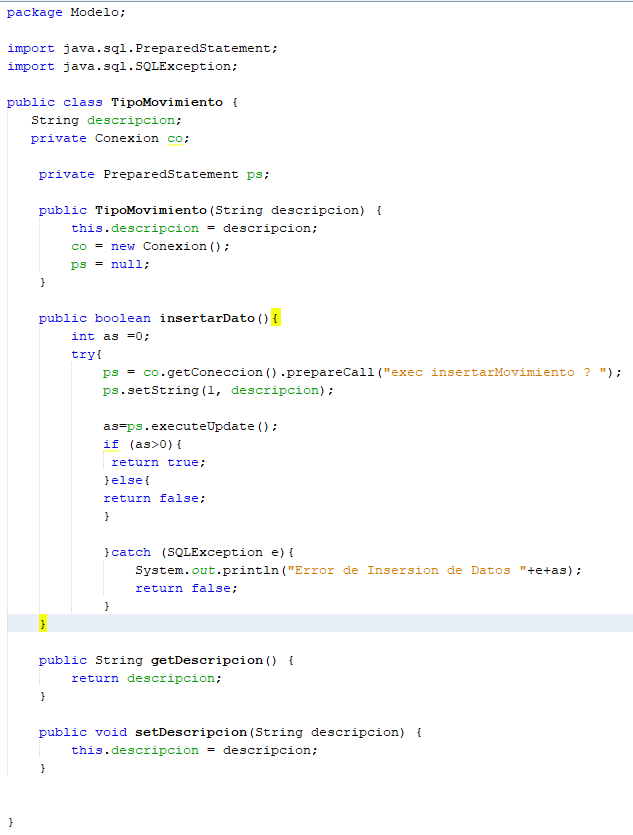 package Modelo;
import java.sql.PreparedStatement;
import java.sql.SQLException;
public class TipoMovimiento {
String descripcion;
private Conexion co;
private PreparedStatement ps;
public TipoMovimiento(String descripcion) {
this.descripcion = descripcion;
co = new Conexion();
ps = null;
}
public boolean insertarDato(){
int as =0;
try{
ps = co.getConeccion().prepareCall("exec insertarMovimiento ? ");
ps.setString(1, descripcion);
as=ps.executeUpdate();
if (as>0){
return true;
}else{
return false;
}
}catch (SQLException e){
System.out.println("Error de Insersion de Datos "+e+as);
return false;
}
}
public String getDescripcion() {
return descripcion;
}
public void setDescripcion(String descripcion) {
this.descripcion = descripcion;
}
}